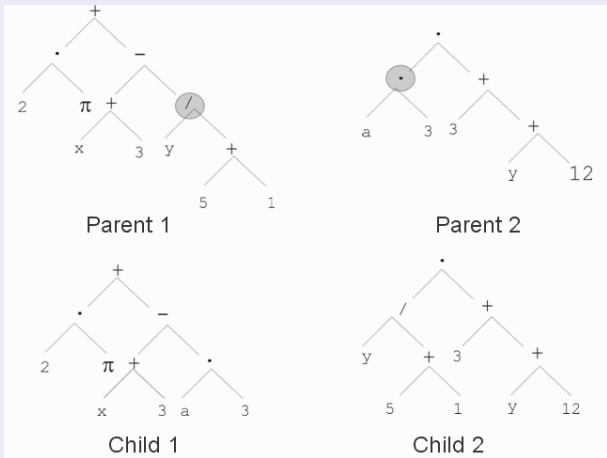 +
· −
2 π + /
x 3 y +
5 1
Parent 1
·
· +
a 3 3 +
y 12
Parent 2
+
· −
2 π + ·
x 3 a 3
Child 1
·
/ +
y + 3 +
5 1 y 12
Child 2